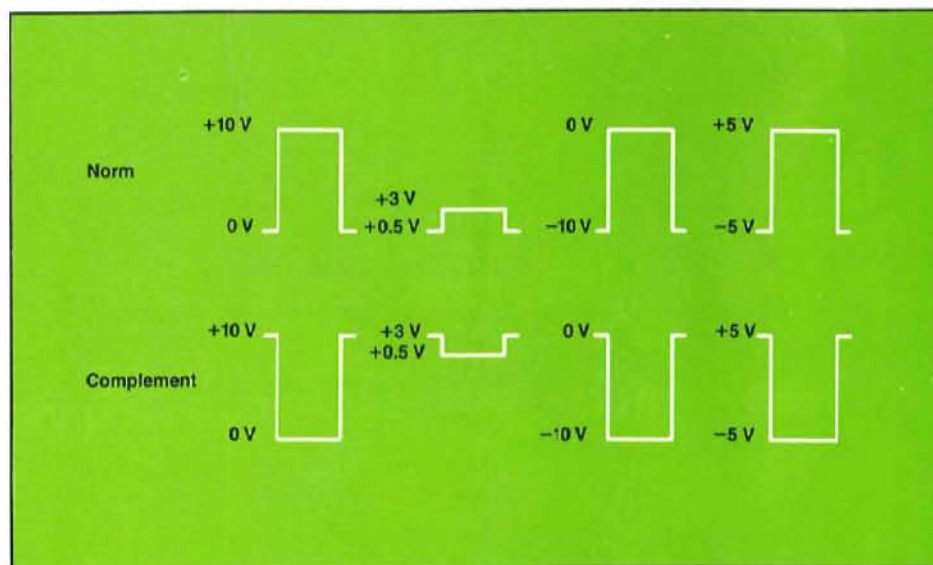 +10 V 0 V +5 V
Norm
+3 V
0 V +0.5 V −10 V −5 V
+10 V +3 V 0 V +5 V
+0.5 V
Complement
0 V −10 V −5 V